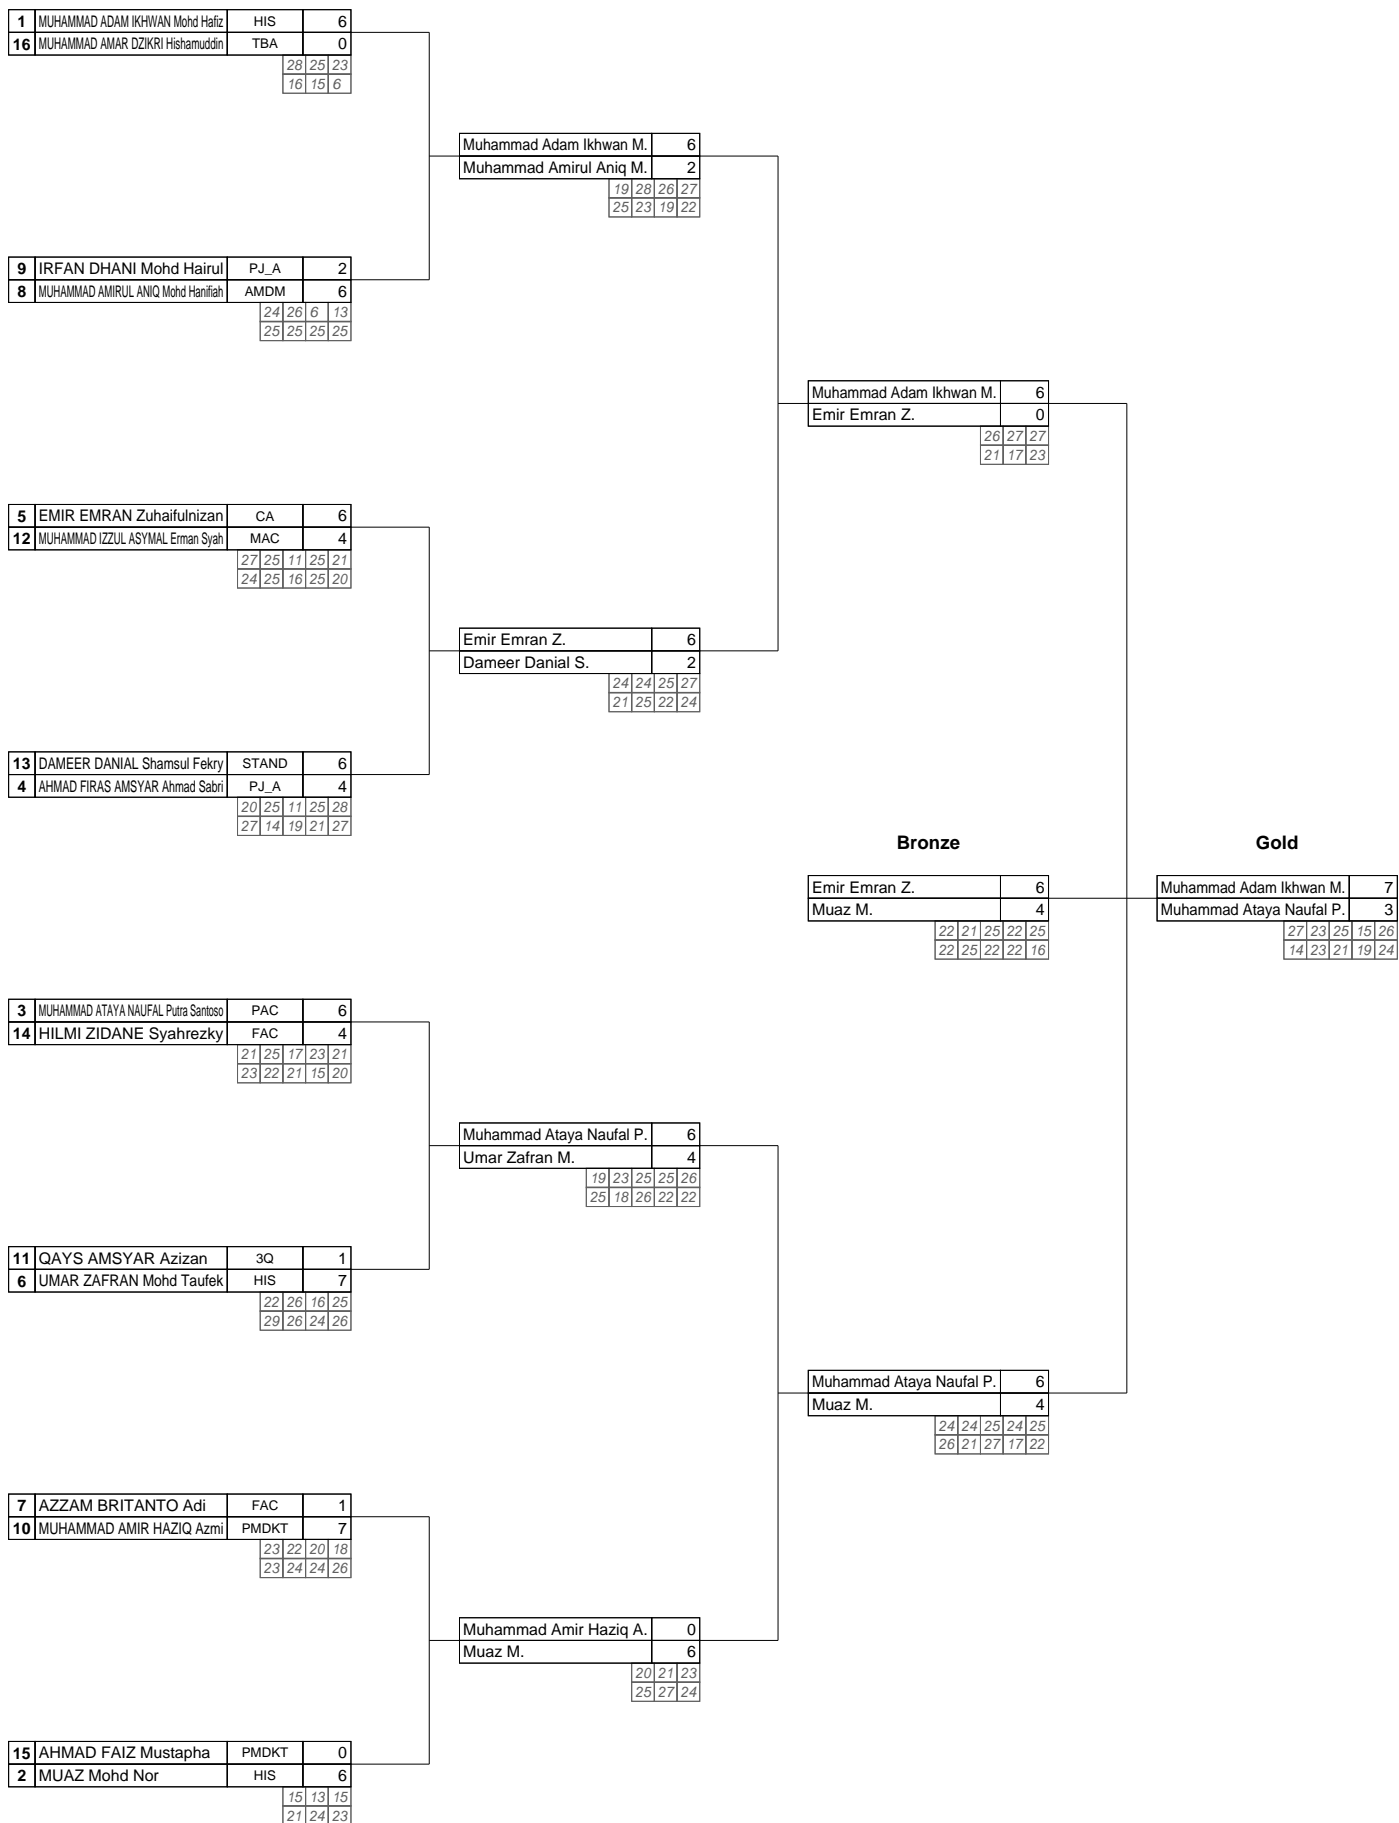 1 MUHAMMAD ADAM IKHWAN Mohd Hafiz HIS 6
16 MUHAMMAD AMAR DZIKRI Hishamuddin TBA 0
28 25 23
16 15 6
Muhammad Adam Ikhwan M. 6
Muhammad Amirul Aniq M. 2
19 28 26 27
25 23 19 22
9 IRFAN DHANI Mohd Hairul PJ_A 2
8 MUHAMMAD AMIRUL ANIQ Mohd Hanifiah AMDM 6
24 26 6 13
25 25 25 25
Muhammad Adam Ikhwan M. 6
Emir Emran Z. 0
26 27 27
21 17 23
5 EMIR EMRAN Zuhaifulnizan CA 6
12 MUHAMMAD IZZUL ASYMAL Erman Syah MAC 4
27 25 11 25 21
24 25 16 25 20
Emir Emran Z. 6
Dameer Danial S. 2
24 24 25 27
21 25 22 24
13 DAMEER DANIAL Shamsul Fekry STAND 6
4 AHMAD FIRAS AMSYAR Ahmad Sabri PJ_A 4
20 25 11 25 28
27 14 19 21 27
Bronze Gold
Emir Emran Z. 6 Muhammad Adam Ikhwan M. 7
Muaz M. 4 Muhammad Ataya Naufal P. 3
22 21 25 22 25 27 23 25 15 26
22 25 22 22 16 14 23 21 19 24
3 MUHAMMAD ATAYA NAUFAL Putra Santoso PAC 6
14 HILMI ZIDANE Syahrezky FAC 4
21 25 17 23 21
23 22 21 15 20
Muhammad Ataya Naufal P. 6
Umar Zafran M. 4
19 23 25 25 26
25 18 26 22 22
11 QAYS AMSYAR Azizan 3Q 1
6 UMAR ZAFRAN Mohd Taufek HIS 7
22 26 16 25
29 26 24 26
Muhammad Ataya Naufal P. 6
Muaz M. 4
24 24 25 24 25
26 21 27 17 22
7 AZZAM BRITANTO Adi FAC 1
10 MUHAMMAD AMIR HAZIQ Azmi PMDKT 7
23 22 20 18
23 24 24 26
Muhammad Amir Haziq A. 0
Muaz M. 6
20 21 23
25 27 24
15 AHMAD FAIZ Mustapha PMDKT 0
2 MUAZ Mohd Nor HIS 6
15 13 15
21 24 23